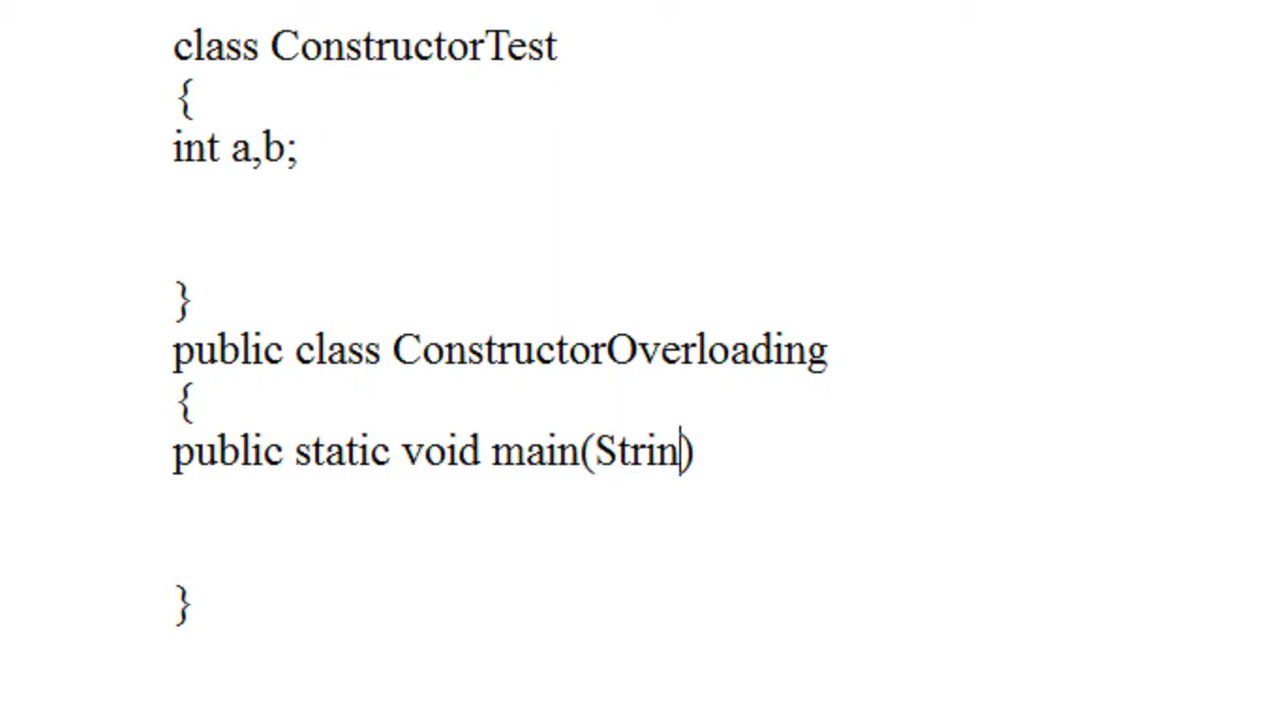 class ConstructorTest
{
int a,b;
}
public class ConstructorOverloading
{
public static void main(Strin)
}